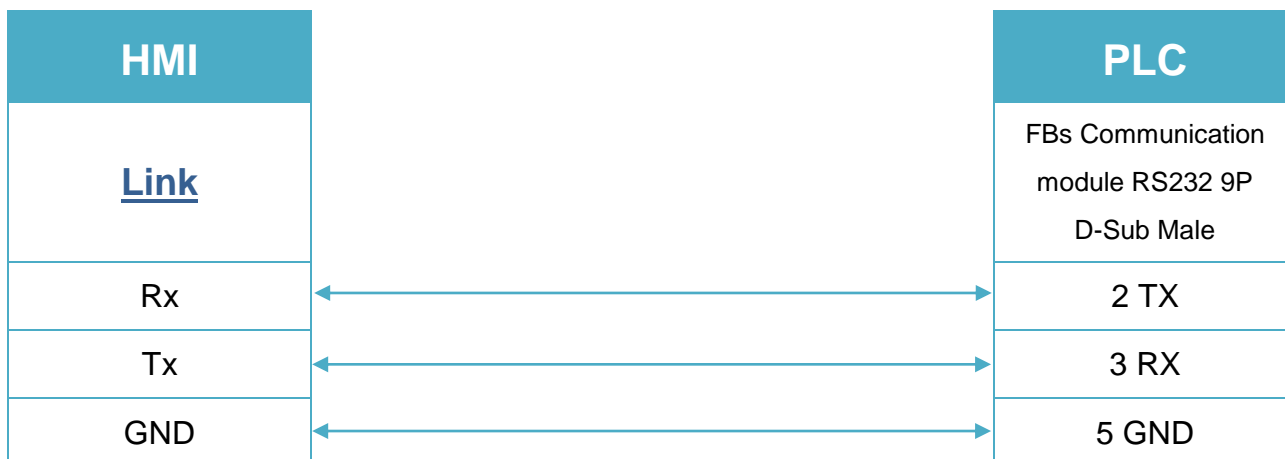 HMI
PLC
Link
FBs Communication
module RS232 9P
D-Sub Male
Rx
2 TX
Tx
3 RX
GND
5 GND